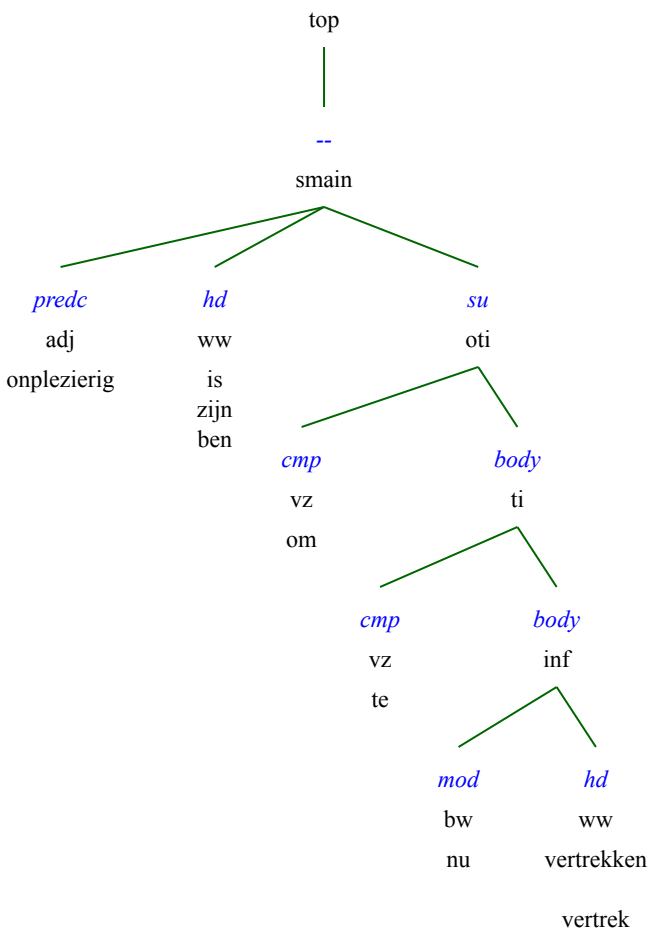 top
--
smain
predc hd su
adj ww oti
onplezierig is
zijn
ben
cmp body
vz ti
om
cmp body
vz inf
te
mod hd
bw ww
nu vertrekken
vertrek